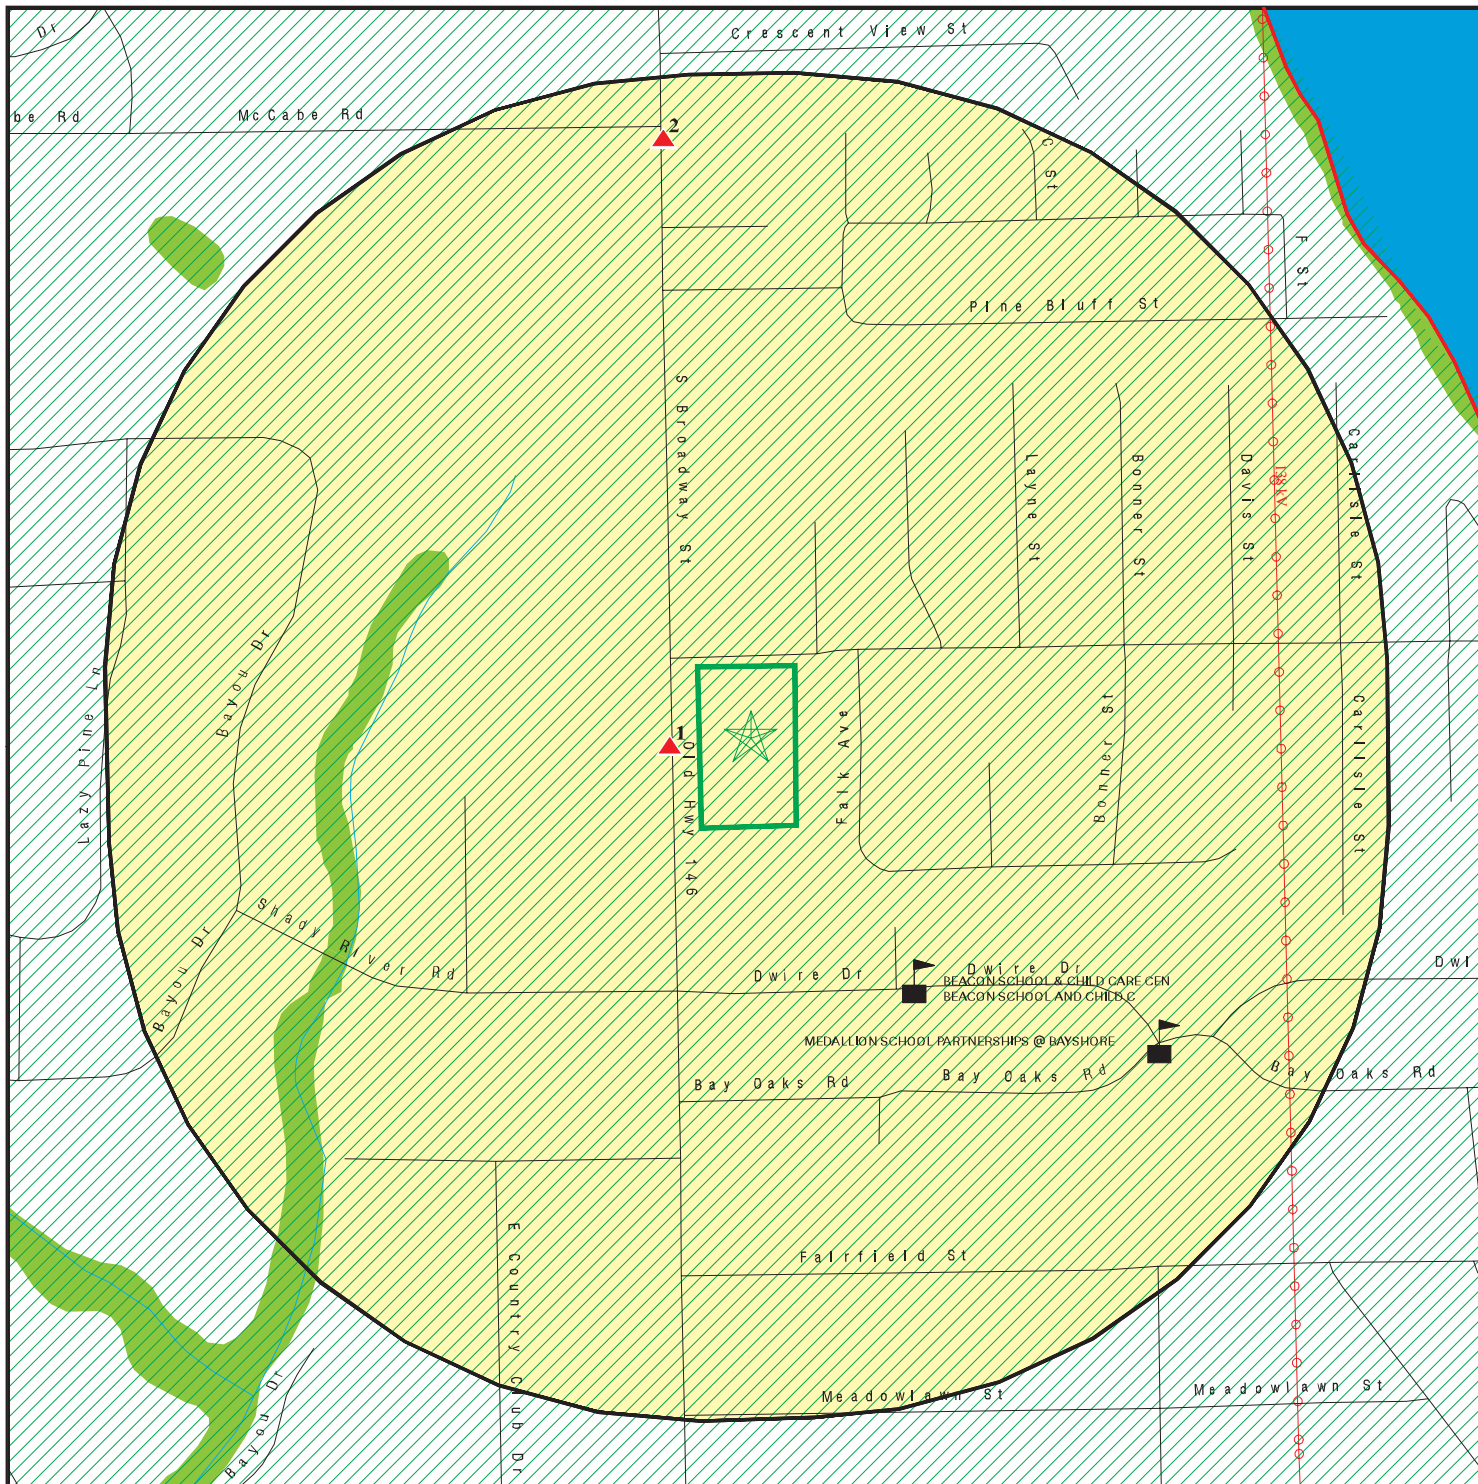 Dr
Crescent View St
be Rd
McCabe Rd
2
C St
F St
Pine Bluff St
S Broadway St
Layne St
Bonner St
Davis St
138 kV
Carlisle St
Bayou Dr
Lazy Pine Ln
1
Old Hwy 146
Falk Ave
Bonner St
Carlisle St
Shady River Rd
Bayou Dr
Dwire Dr
Dwire Dr
Dwi
BEACON SCHOOL & CHILD CARE CEN
BEACON SCHOOL AND CHILD C
MEDALLION SCHOOL PARTNERSHIPS @ BAYSHORE
Bay Oaks Rd
Bay Oaks Rd
Bay Oaks Rd
E Country Club Dr
Fairfield St
Meadowlawn St
Meadowlawn St
Bayou Dr